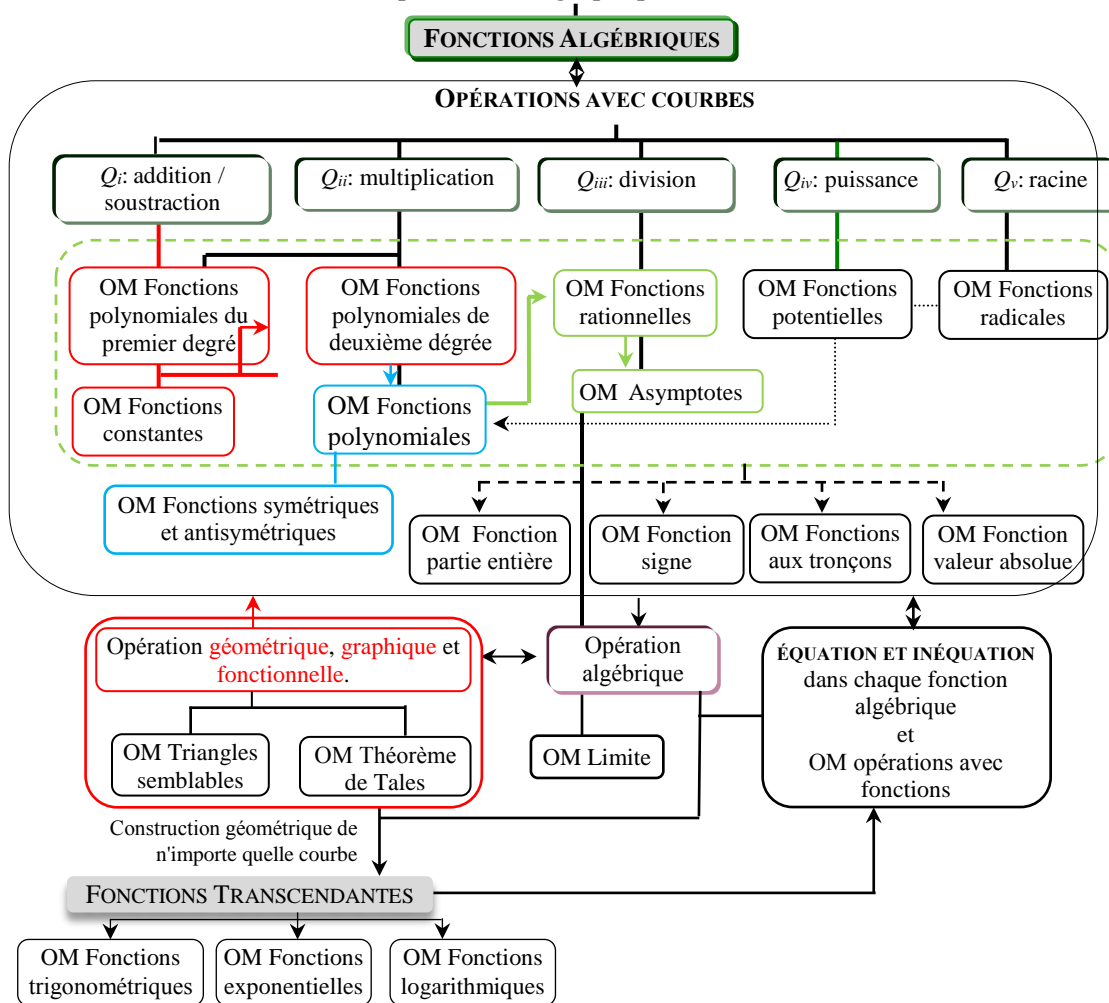 FONCTIONS ALGÉBRIQUES
OPÉRATIONS AVEC COURBES
Qi: addition /
soustraction
Qii: multiplication
Qiii: division
Qiv: puissance
Qv: racine
OM Fonctions
polynomiales du
premier degré
OM Fonctions
polynomiales de
deuxième dégrée
OM Fonctions
rationnelles
OM Fonctions
potentielles
OM Fonctions
radicales
OM Fonctions
constantes
OM Fonctions
polynomiales
OM Asymptotes
OM Fonctions symétriques
et antisymétriques
OM Fonction
partie entière
OM Fonction
signe
OM Fonctions
aux tronçons
OM Fonction
valeur absolue
Opération géométrique, graphique et
fonctionnelle.
OM Triangles
semblables
OM Théorème
de Tales
Opération
algébrique
OM Limite
ÉQUATION ET INÉQUATION
dans chaque fonction
algébrique
et
OM opérations avec
fonctions
Construction géométrique de
n'importe quelle courbe
FONCTIONS TRANSCENDANTES
OM Fonctions
trigonométriques
OM Fonctions
exponentielles
OM Fonctions
logarithmiques